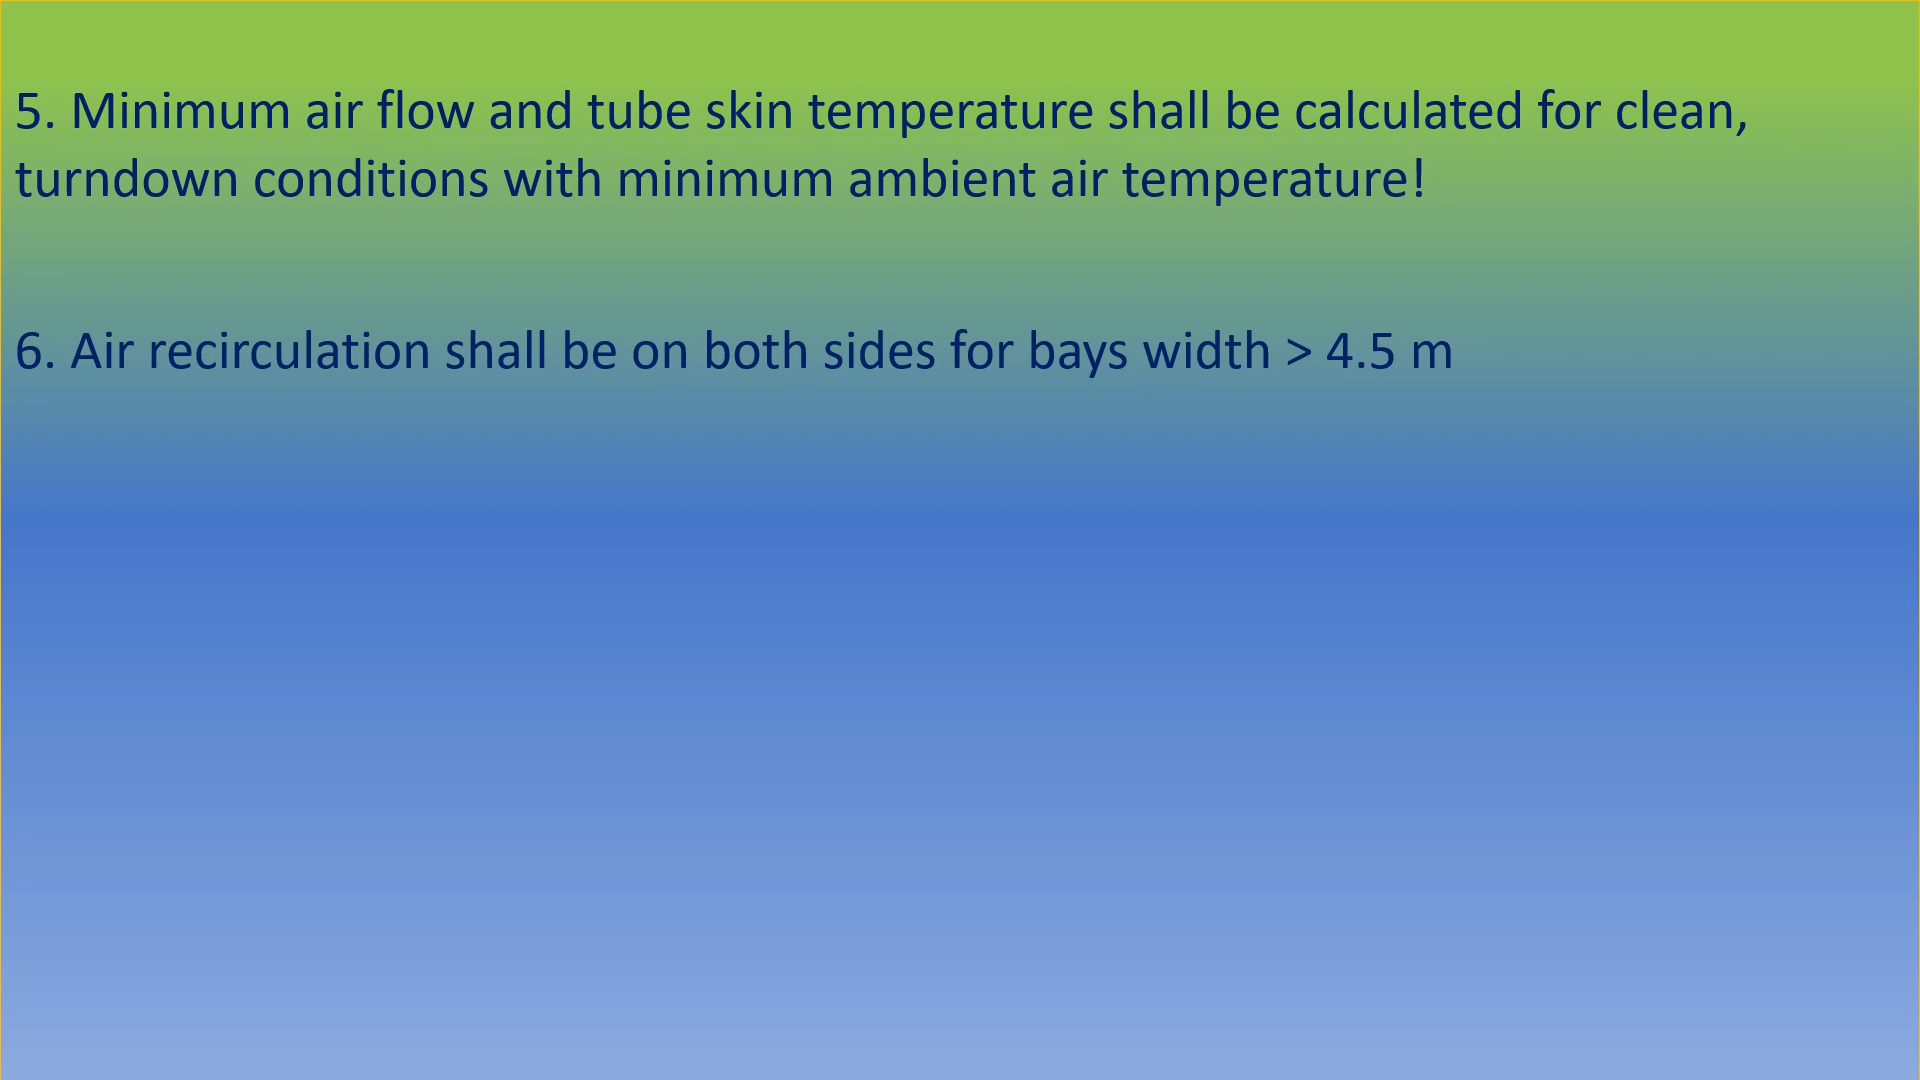 5. Minimum air flow and tube skin temperature shall be calculated for clean,
turndown conditions with minimum ambient air temperature!
6. Air recirculation shall be on both sides for bays width > 4.5 m